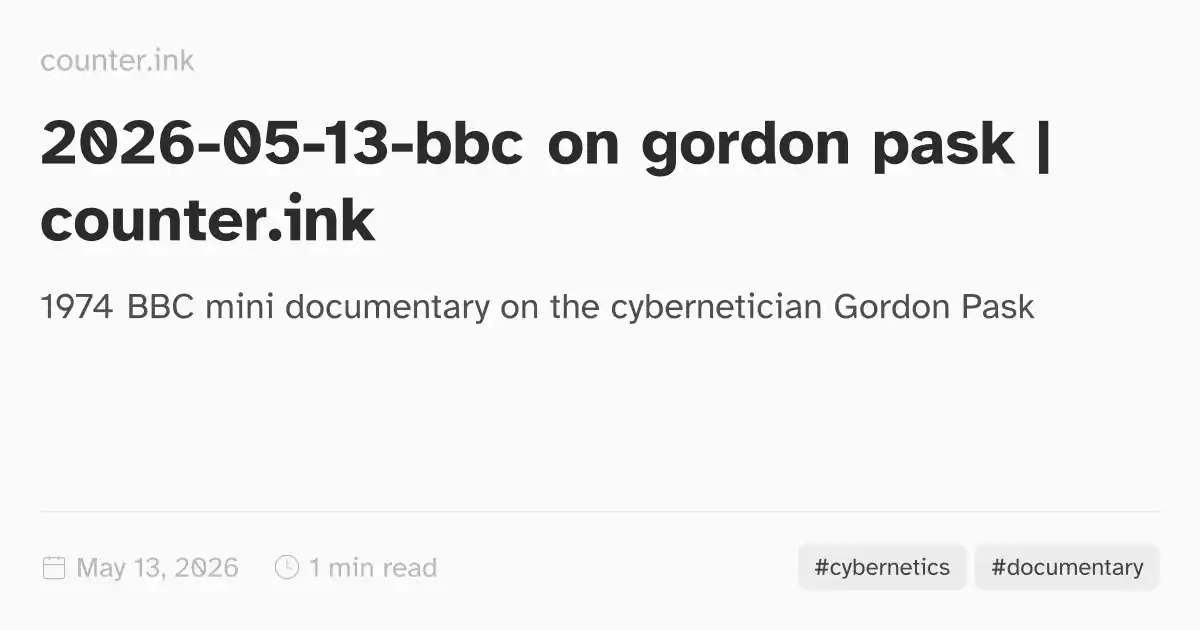 counter.ink
2026-05-13-bbc on gordon pask |
counter.ink
1974 BBC mini documentary on the cybernetician Gordon Pask
May 13, 2026 1 min read #cybernetics #documentary